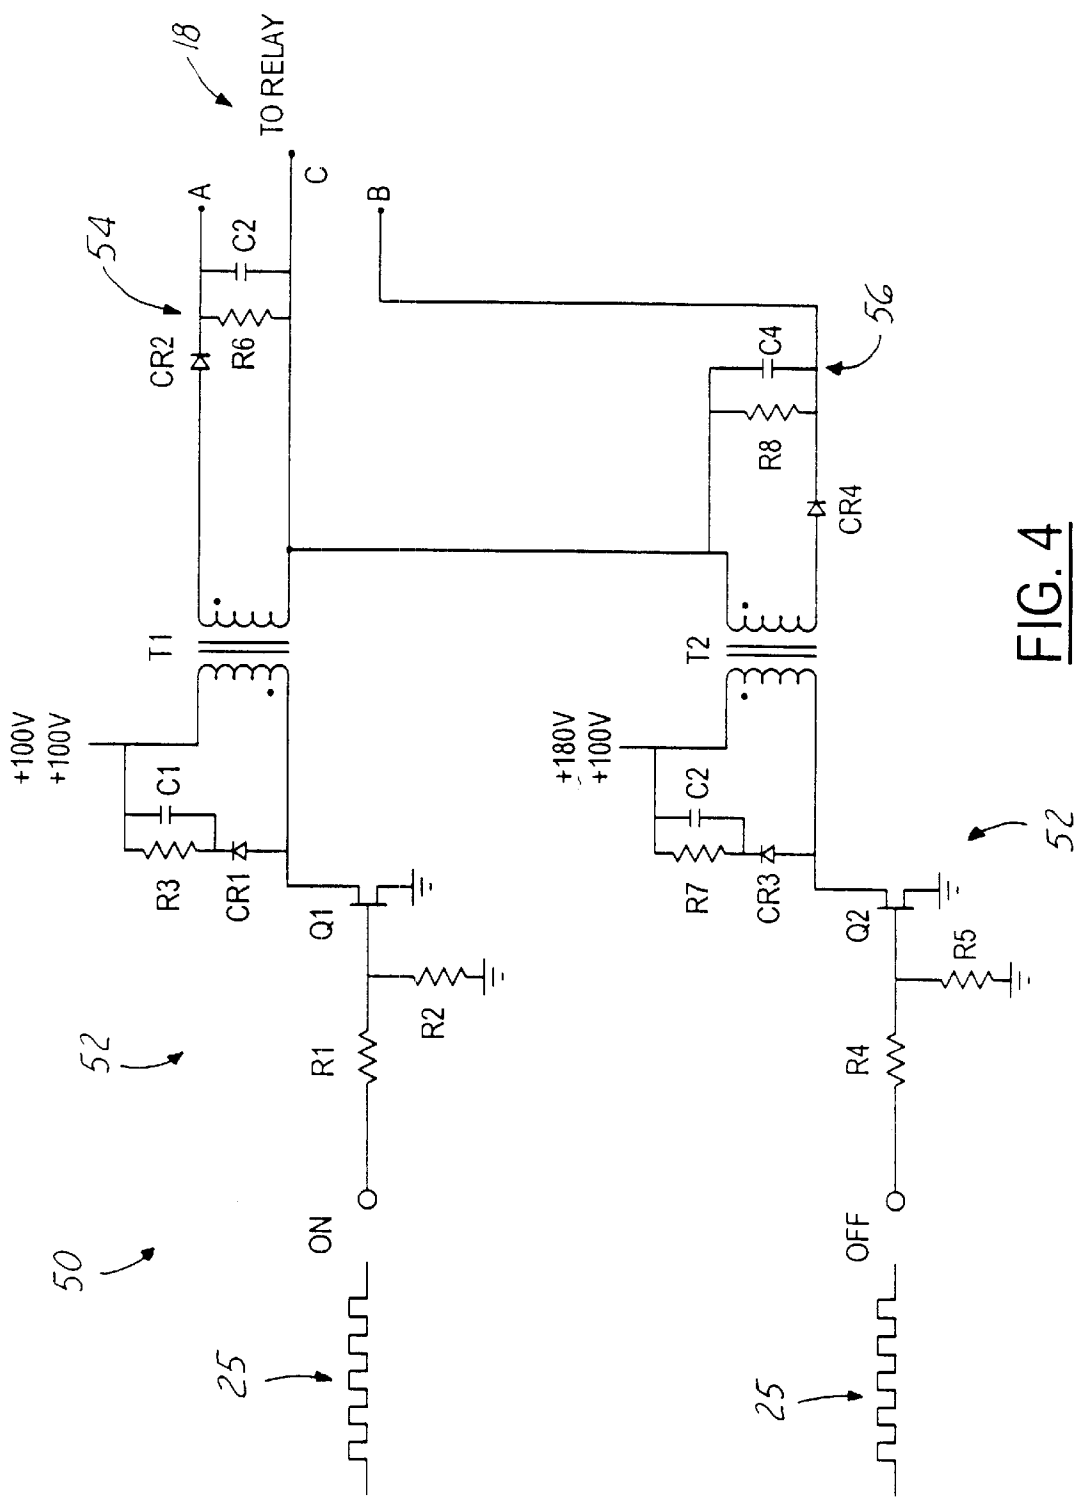 18
TO RELAY
A
C
B
54
C2
CR2
R6
T1
+100V
+100V
C1
R3
CR1
Q1
52
R1
R2
50
ON
25
56
C4
R8
CR4
T2
+180V
+100V
C2
R7
CR3
Q2
52
R4
R5
OFF
25
FIG. 4